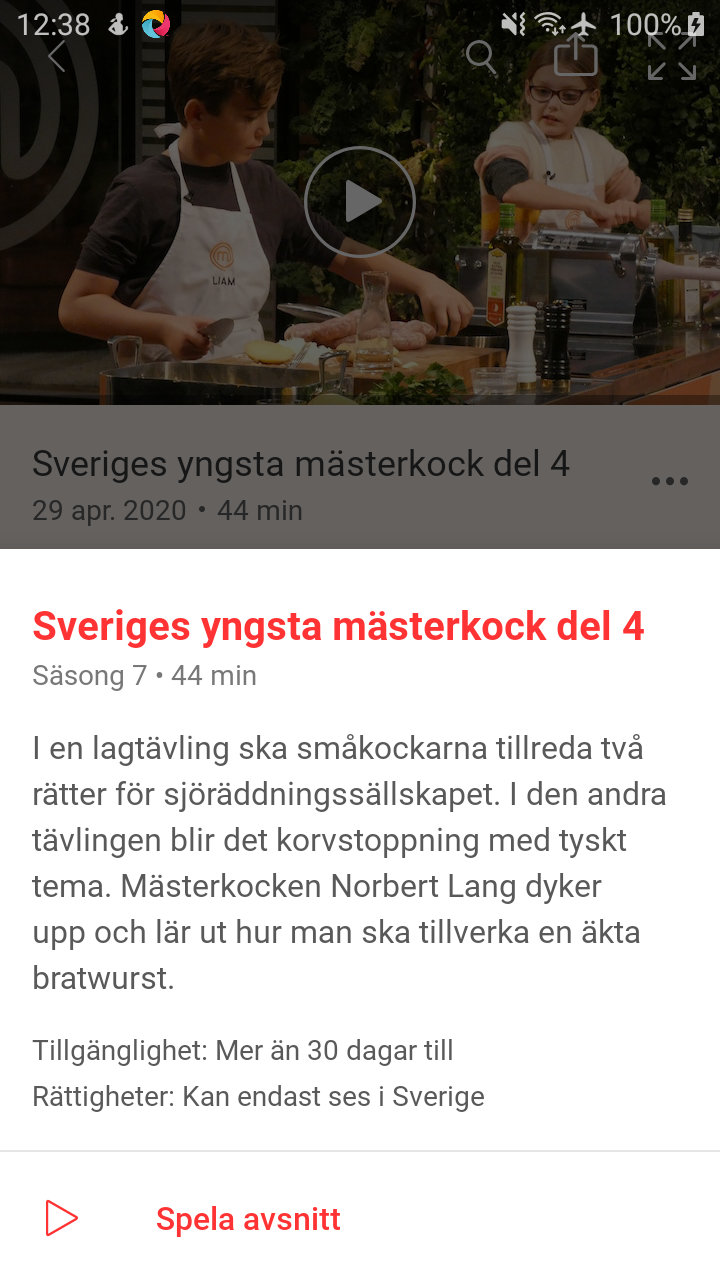 12:38
100%
LIAM
Sveriges yngsta mästerkock del 4
29 apr. 2020 • 44 min
Sveriges yngsta mästerkock del 4
Säsong 7 • 44 min
I en lagtävling ska småkockarna tillreda två
rätter för sjöräddningssällskapet. I den andra
tävlingen blir det korvstoppning med tyskt
tema. Mästerkocken Norbert Lang dyker
upp och lär ut hur man ska tillverka en äkta
bratwurst.
Tillgänglighet: Mer än 30 dagar till
Rättigheter: Kan endast ses i Sverige
Spela avsnitt